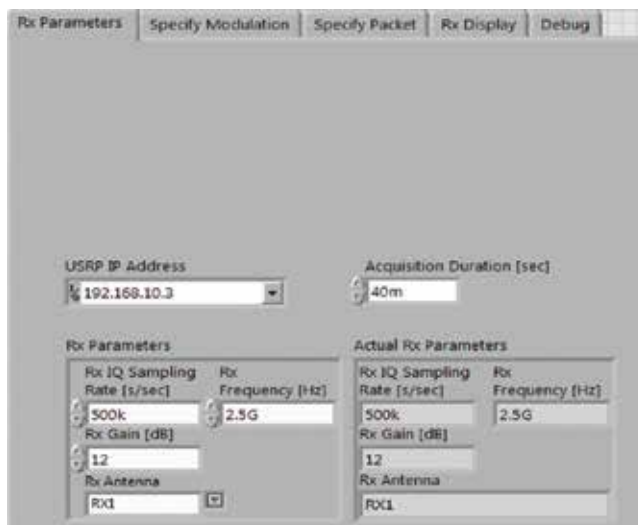 Rx Parameters Specify Modulation Specify Packet Rx Display Debug
USRP IP Address
192.168.10.3
Acquisition Duration [sec]
40m
Rx Parameters
Rx IQ Sampling Rate [s/sec]
500k
Rx Frequency [Hz]
2.5G
Rx Gain [dB]
12
Rx Antenna
RX1
Actual Rx Parameters
Rx IQ Sampling Rate [s/sec]
500k
Rx Frequency [Hz]
2.5G
Rx Gain [dB]
12
Rx Antenna
RX1